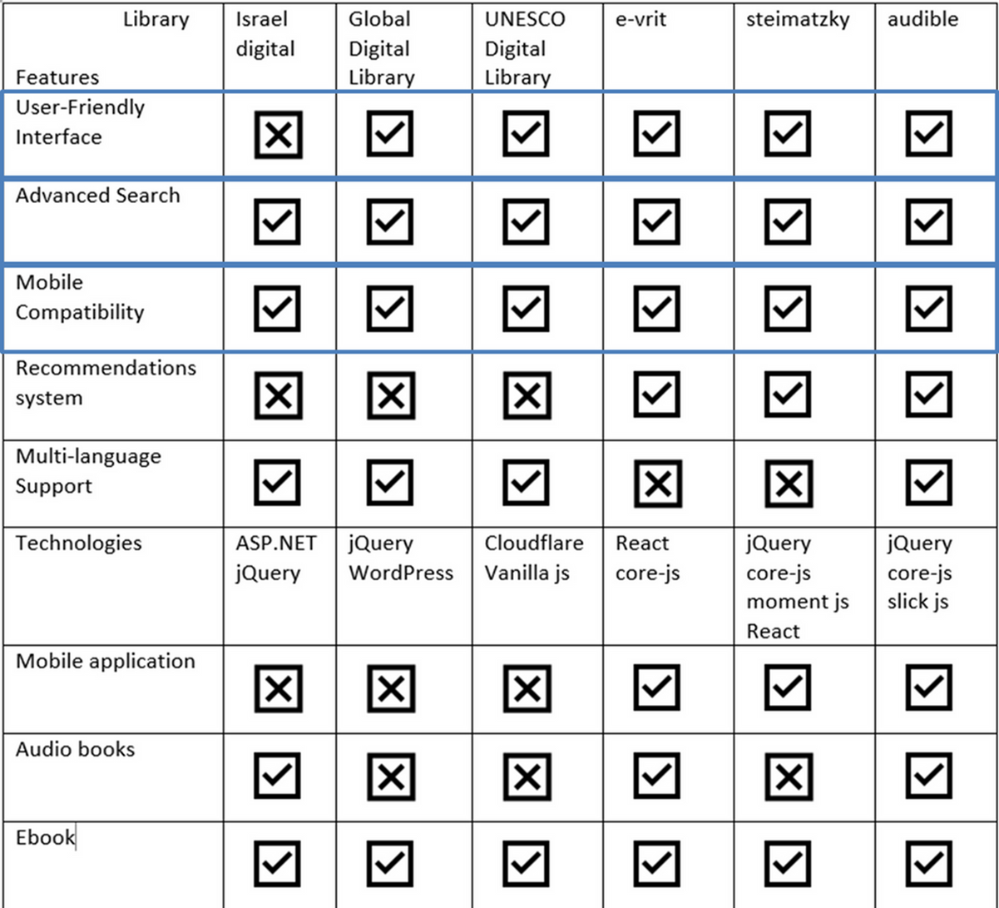 Library Israel Global UNESCO e-vrit steimatzky audible
digital Digital Digital
Features Library Library
User-Friendly
Interface
Advanced Search
Mobile
Compatibility
Recommendations
system
Multi-language
Support
Technologies ASP.NET jQuery Cloudflare React jQuery jQuery
jQuery WordPress Vanilla js core-js core-js core-js
moment js slick js
React
Mobile application
Audio books
Ebook